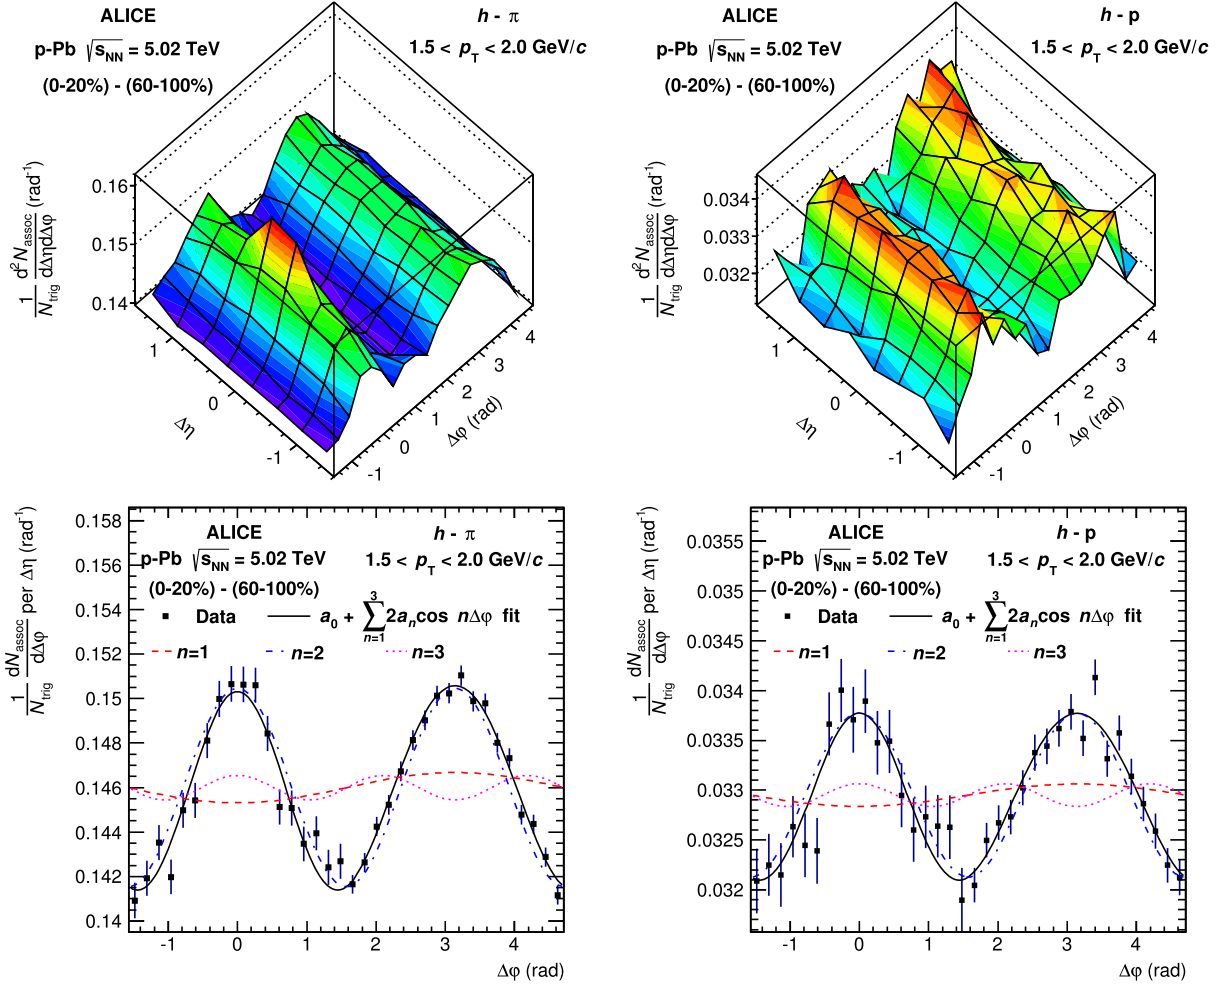 ALICE
h - π
p-Pb √sNN = 5.02 TeV
1.5 < pT < 2.0 GeV/c
(0-20%) - (60-100%)
1/Ntrig d²Nassoc/dΔηdΔφ (rad⁻¹)
0.16
0.15
0.14
1
0
-1
Δη
-1
0
1
2
3
4
Δφ (rad)
ALICE
h - p
p-Pb √sNN = 5.02 TeV
1.5 < pT < 2.0 GeV/c
(0-20%) - (60-100%)
1/Ntrig d²Nassoc/dΔηdΔφ (rad⁻¹)
0.034
0.033
0.032
1
0
-1
Δη
-1
0
1
2
3
4
Δφ (rad)
1/Ntrig dNassoc/dΔφ per Δη (rad⁻¹)
0.158
0.156
0.154
0.152
0.15
0.148
0.146
0.144
0.142
0.14
ALICE
h - π
p-Pb √sNN = 5.02 TeV
1.5 < pT < 2.0 GeV/c
(0-20%) - (60-100%)
Data
a0 + ∑n=1^3 2an cos nΔφ fit
n=1
n=2
n=3
-1
0
1
2
3
4
Δφ (rad)
1/Ntrig dNassoc/dΔφ per Δη (rad⁻¹)
0.0355
0.035
0.0345
0.034
0.0335
0.033
0.0325
0.032
ALICE
h - p
p-Pb √sNN = 5.02 TeV
1.5 < pT < 2.0 GeV/c
(0-20%) - (60-100%)
Data
a0 + ∑n=1^3 2an cos nΔφ fit
n=1
n=2
n=3
-1
0
1
2
3
4
Δφ (rad)